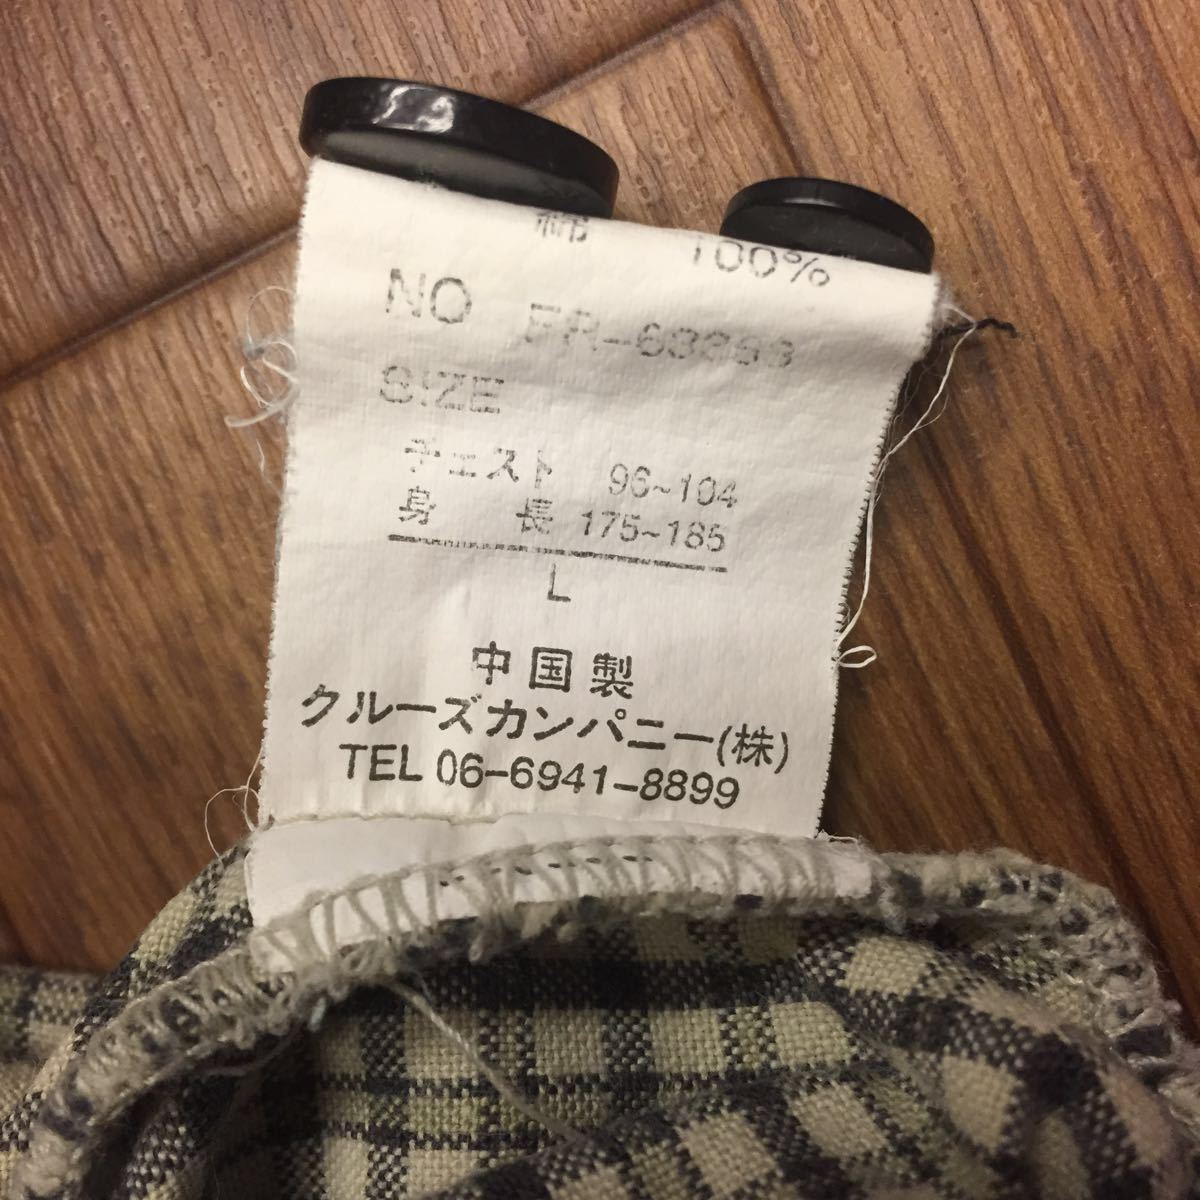 綿 100%
NO
SIZE
チェスト 96~104
身長 175~185
L
中国製
クルーズカンパニー(株)
TEL 06-6941-8899